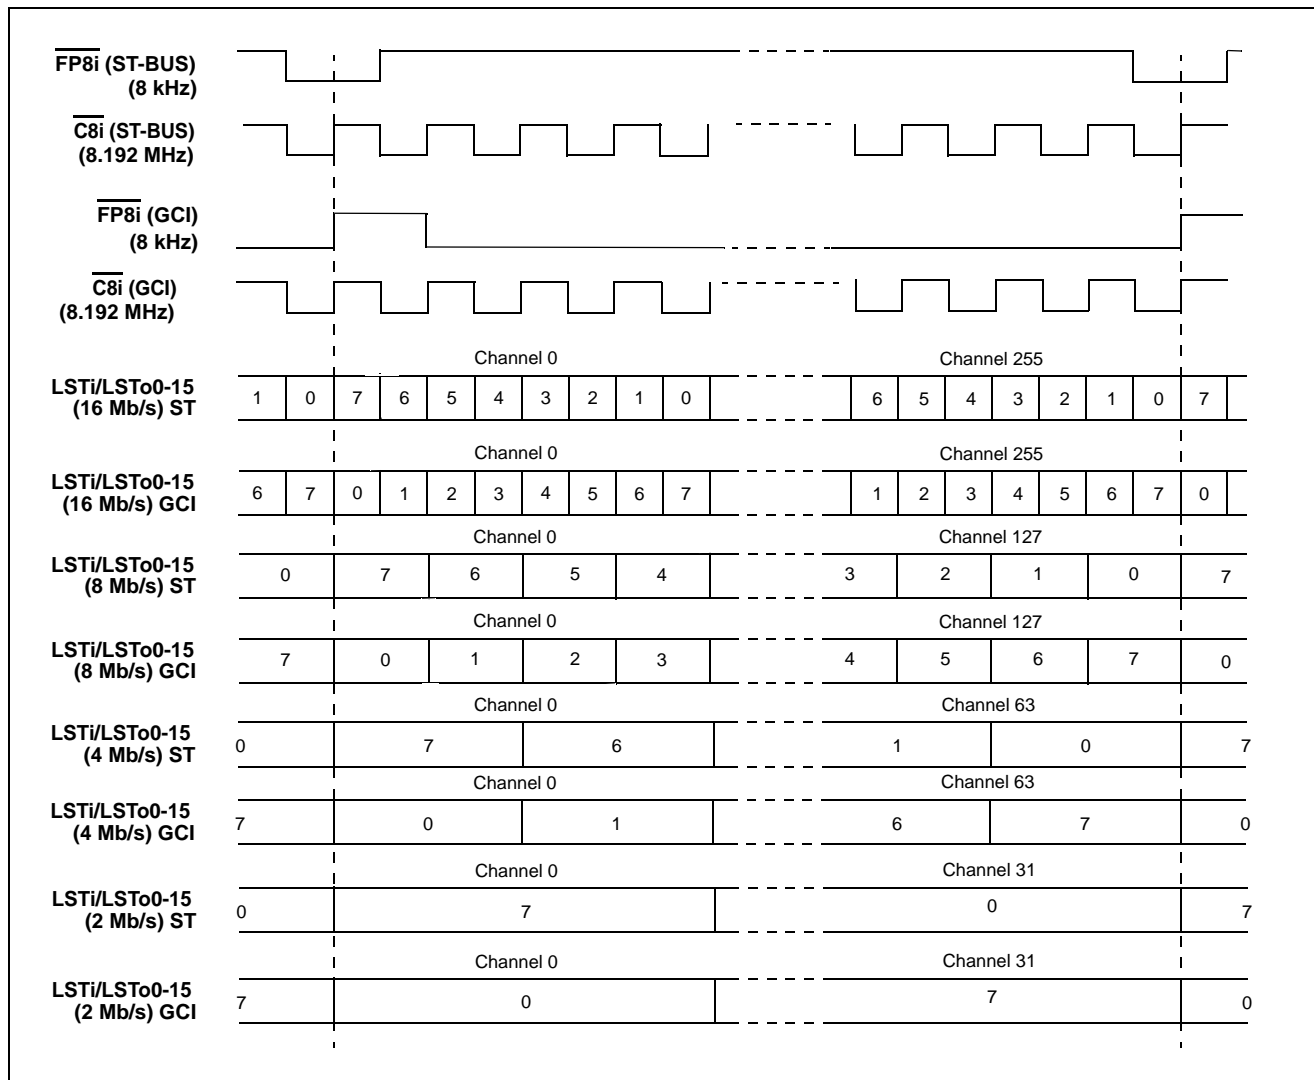 FP8i (ST-BUS)
(8 kHz)
C8i (ST-BUS)
(8.192 MHz)
FP8i (GCI)
(8 kHz)
C8i (GCI)
(8.192 MHz)
Channel 0 Channel 255
LSTi/LSTo0-15
(16 Mb/s) ST
1 0 7 6 5 4 3 2 1 0 6 5 4 3 2 1 0 7
Channel 0 Channel 255
LSTi/LSTo0-15
(16 Mb/s) GCI
6 7 0 1 2 3 4 5 6 7 1 2 3 4 5 6 7 0
Channel 0 Channel 127
LSTi/LSTo0-15
(8 Mb/s) ST
0 7 6 5 4 3 2 1 0 7
Channel 0 Channel 127
LSTi/LSTo0-15
(8 Mb/s) GCI
7 0 1 2 3 4 5 6 7 0
Channel 0 Channel 63
LSTi/LSTo0-15
(4 Mb/s) ST
0 7 6 1 0 7
Channel 0 Channel 63
LSTi/LSTo0-15
(4 Mb/s) GCI
7 0 1 6 7 0
Channel 0 Channel 31
LSTi/LSTo0-15
(2 Mb/s) ST
0 7 0 7
Channel 0 Channel 31
LSTi/LSTo0-15
(2 Mb/s) GCI
7 0 7 0